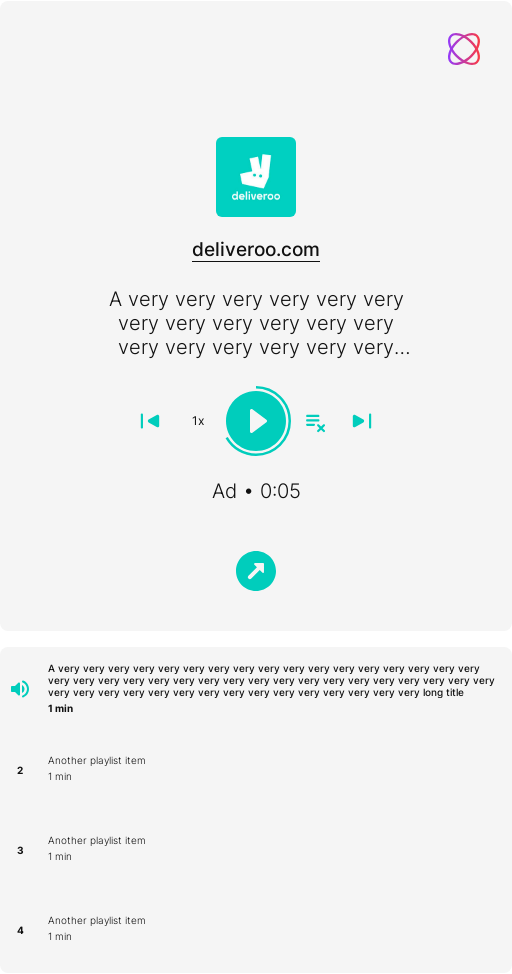 deliveroo
deliveroo.com
A very very very very very very
very very very very very very
very very very very very very...
1x
Ad • 0:05
A very very very very very very very very very very very very very very very very very
very very very very very very very very very very very very very very very very very very
very very very very very very very very very very very very very very very long title
1 min
2
Another playlist item
1 min
3
Another playlist item
1 min
4
Another playlist item
1 min